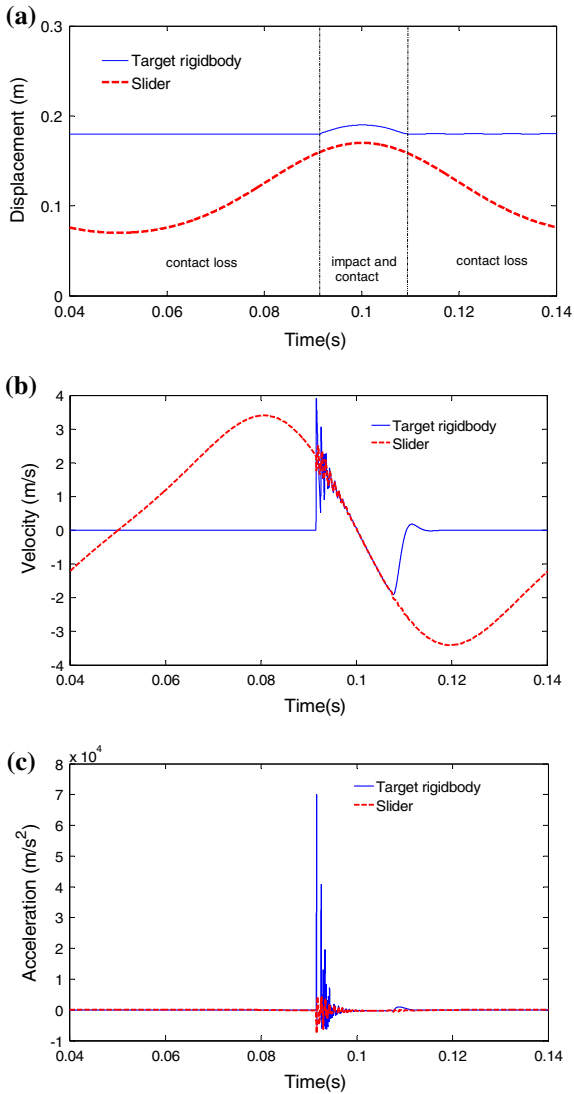 (a)
0.3
0.2
0.1
0
Displacement (m)
Target rigidbody
Slider
contact loss
impact and
contact
contact loss
0.04
0.06
0.08
0.1
0.12
0.14
Time(s)
(b)
4
3
2
1
0
-1
-2
-3
-4
Velocity (m/s)
Target rigidbody
Slider
0.04
0.06
0.08
0.1
0.12
0.14
Time(s)
(c)
x 10^4
8
7
6
5
4
3
2
1
0
-1
Acceleration (m/s²)
Target rigidbody
Slider
0.04
0.06
0.08
0.1
0.12
0.14
Time(s)